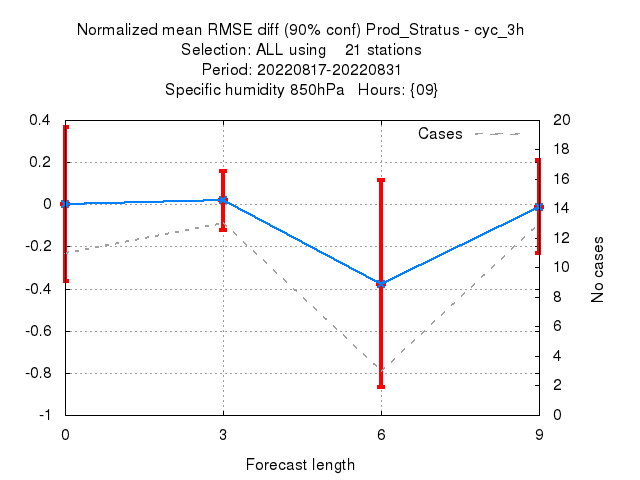 Normalized mean RMSE diff (90% conf) Prod_Stratus - cyc_3h
Selection: ALL using    21 stations
Period: 20220817-20220831
Specific humidity 850hPa   Hours: {09}
Cases
0.4
0.2
0
-0.2
-0.4
-0.6
-0.8
-1
20
18
16
14
12
10
8
6
4
2
0
No cases
0 3 6 9
Forecast length